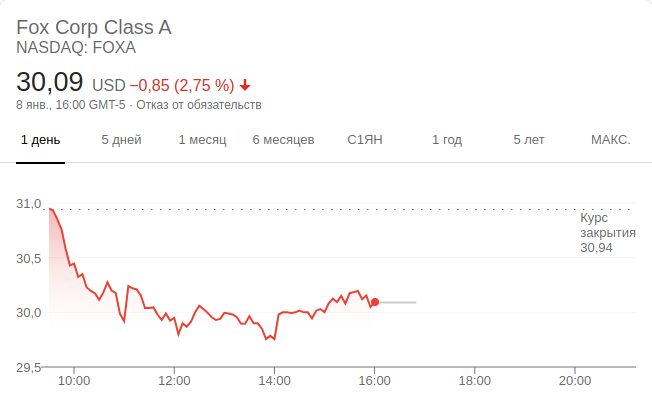 Fox Corp Class A
NASDAQ: FOXA
30,09 USD −0,85 (2,75 %)
8 янв., 16:00 GMT-5 · Отказ от обязательств
1 день 5 дней 1 месяц 6 месяцев С1ЯН 1 год 5 лет МАКС.
31,0
Курс
закрытия
30,94
30,5
30,0
29,5
10:00 12:00 14:00 16:00 18:00 20:00